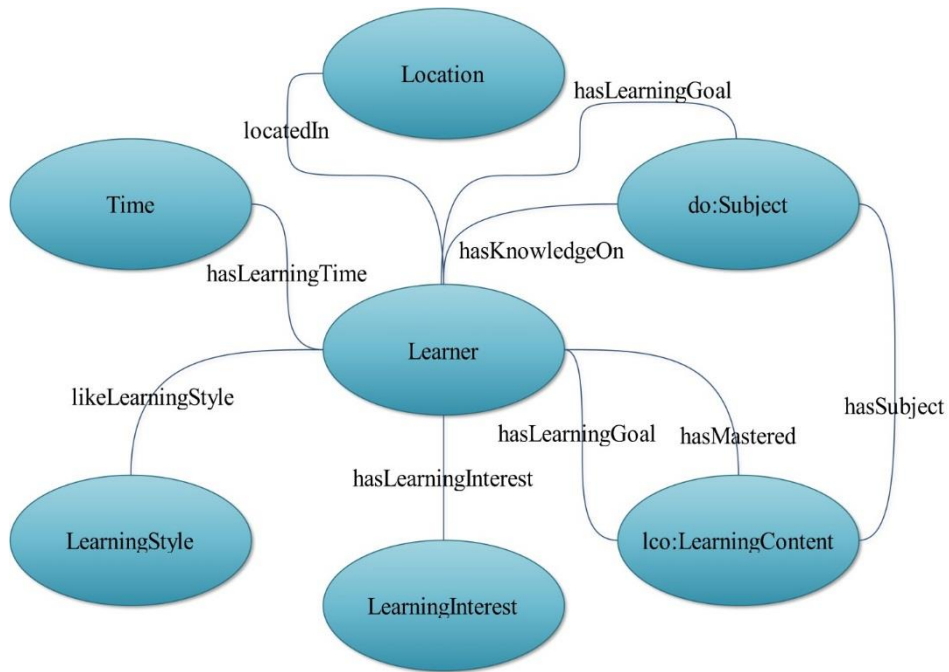 Location
hasLearningGoal
locatedIn
Time
do:Subject
hasKnowledgeOn
hasLearningTime
Learner
likeLearningStyle
hasSubject
hasLearningGoal
hasMastered
hasLearningInterest
LearningStyle
lco:LearningContent
LearningInterest